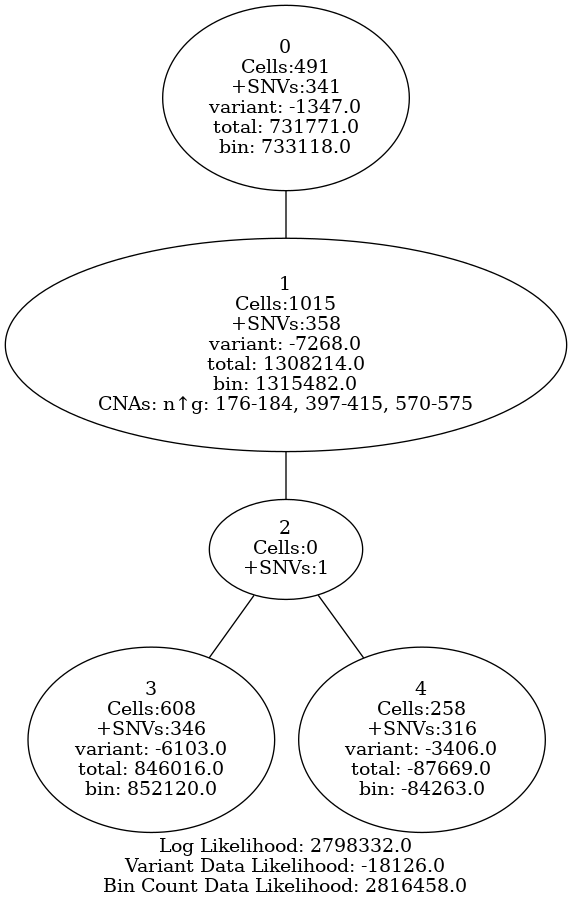 0
Cells:491
+SNVs:341
variant: -1347.0
total: 731771.0
bin: 733118.0
1
Cells:1015
+SNVs:358
variant: -7268.0
total: 1308214.0
bin: 1315482.0
CNAs: n↑g: 176-184, 397-415, 570-575
2
Cells:0
+SNVs:1
3
Cells:608
+SNVs:346
variant: -6103.0
total: 846016.0
bin: 852120.0
4
Cells:258
+SNVs:316
variant: -3406.0
total: -87669.0
bin: -84263.0
Log Likelihood: 2798332.0
Variant Data Likelihood: -18126.0
Bin Count Data Likelihood: 2816458.0